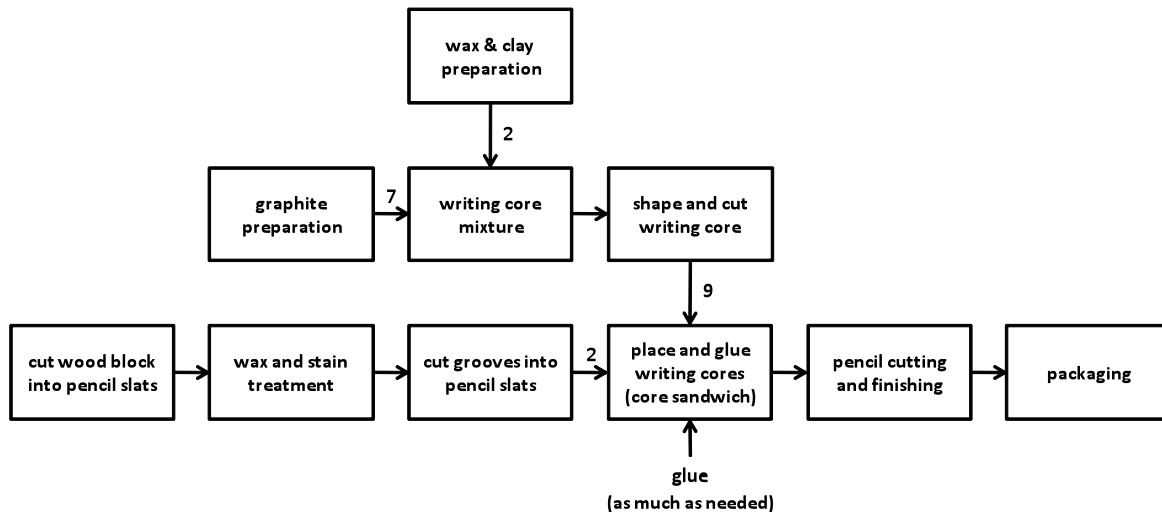 wax & clay
preparation
2
graphite
preparation
7
writing core
mixture
shape and cut
writing core
9
cut wood block
into pencil slats
wax and stain
treatment
cut grooves into
pencil slats
2
place and glue
writing cores
(core sandwich)
pencil cutting
and finishing
packaging
glue
(as much as needed)